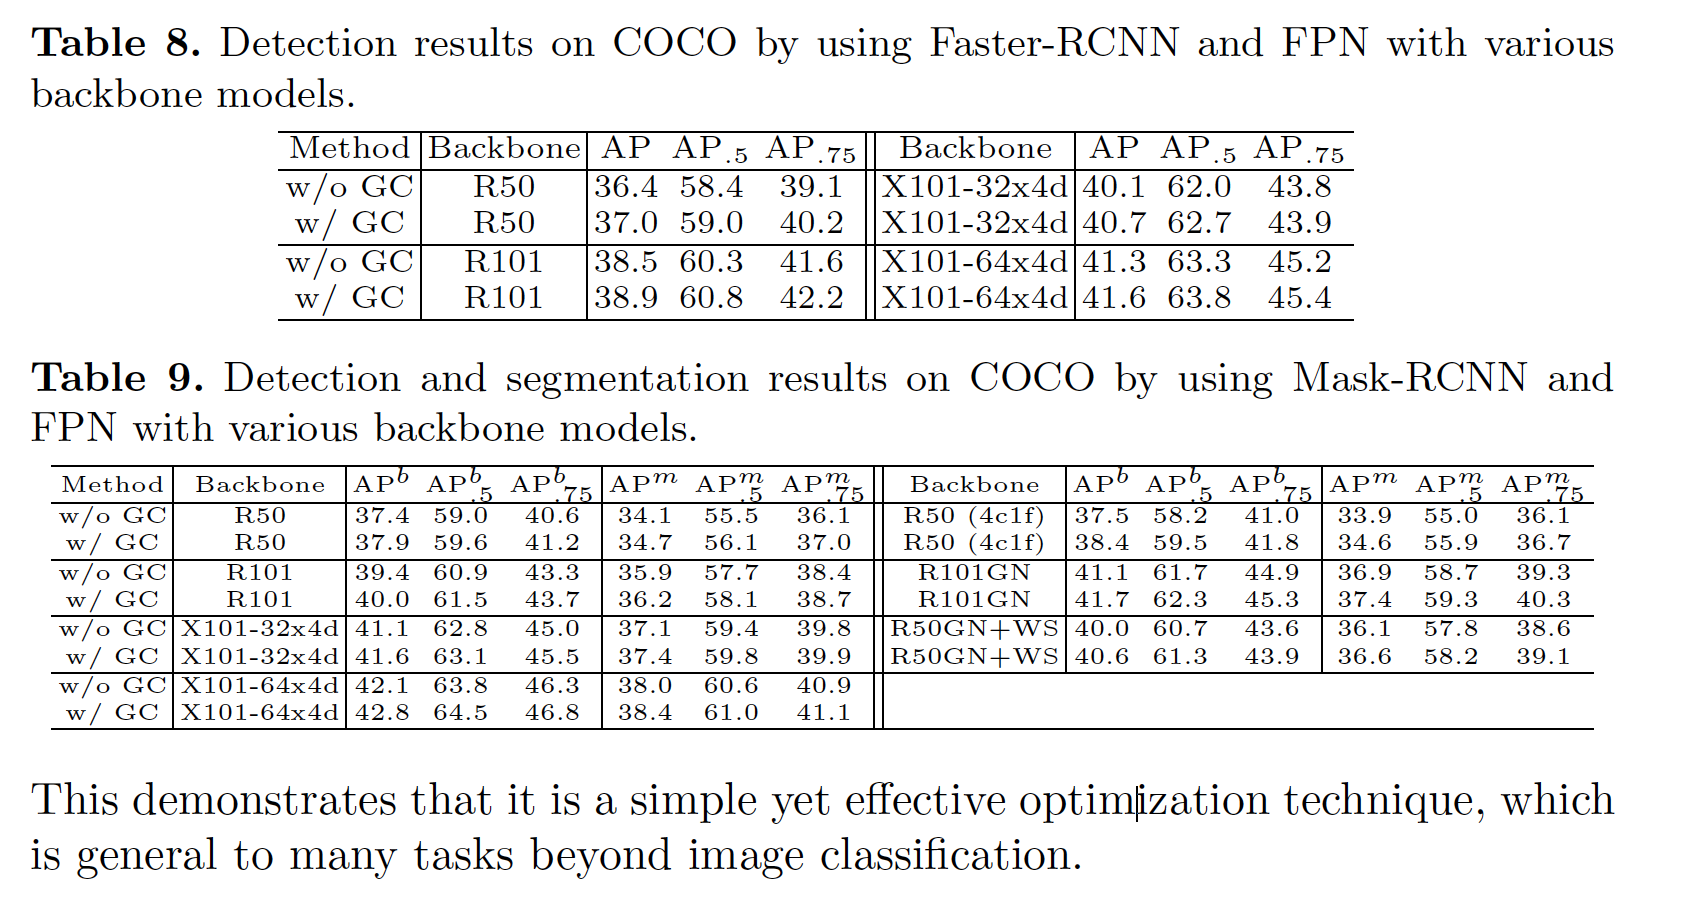 Table 8. Detection results on COCO by using Faster-RCNN and FPN with various
backbone models.
Method Backbone AP AP.5 AP.75 Backbone AP AP.5 AP.75
w/o GC R50 36.4 58.4 39.1 X101-32x4d 40.1 62.0 43.8
w/ GC R50 37.0 59.0 40.2 X101-32x4d 40.7 62.7 43.9
w/o GC R101 38.5 60.3 41.6 X101-64x4d 41.3 63.3 45.2
w/ GC R101 38.9 60.8 42.2 X101-64x4d 41.6 63.8 45.4
Table 9. Detection and segmentation results on COCO by using Mask-RCNN and
FPN with various backbone models.
Method Backbone AP^b AP^b.5 AP^b.75 AP^m AP^m.5 AP^m.75 Backbone AP^b AP^b.5 AP^b.75 AP^m AP^m.5 AP^m.75
w/o GC R50 37.4 59.0 40.6 34.1 55.5 36.1 R50 (4c1f) 37.5 58.2 41.0 33.9 55.0 36.1
w/ GC R50 37.9 59.6 41.2 34.7 56.1 37.0 R50 (4c1f) 38.4 59.5 41.8 34.6 55.9 36.7
w/o GC R101 39.4 60.9 43.3 35.9 57.7 38.4 R101GN 41.1 61.7 44.9 36.9 58.7 39.3
w/ GC R101 40.0 61.5 43.7 36.2 58.1 38.7 R101GN 41.7 62.3 45.3 37.4 59.3 40.3
w/o GC X101-32x4d 41.1 62.8 45.0 37.1 59.4 39.8 R50GN+WS 40.0 60.7 43.6 36.1 57.8 38.6
w/ GC X101-32x4d 41.6 63.1 45.5 37.4 59.8 39.9 R50GN+WS 40.6 61.3 43.9 36.6 58.2 39.1
w/o GC X101-64x4d 42.1 63.8 46.3 38.0 60.6 40.9
w/ GC X101-64x4d 42.8 64.5 46.8 38.4 61.0 41.1
This demonstrates that it is a simple yet effective optimization technique, which
is general to many tasks beyond image classification.